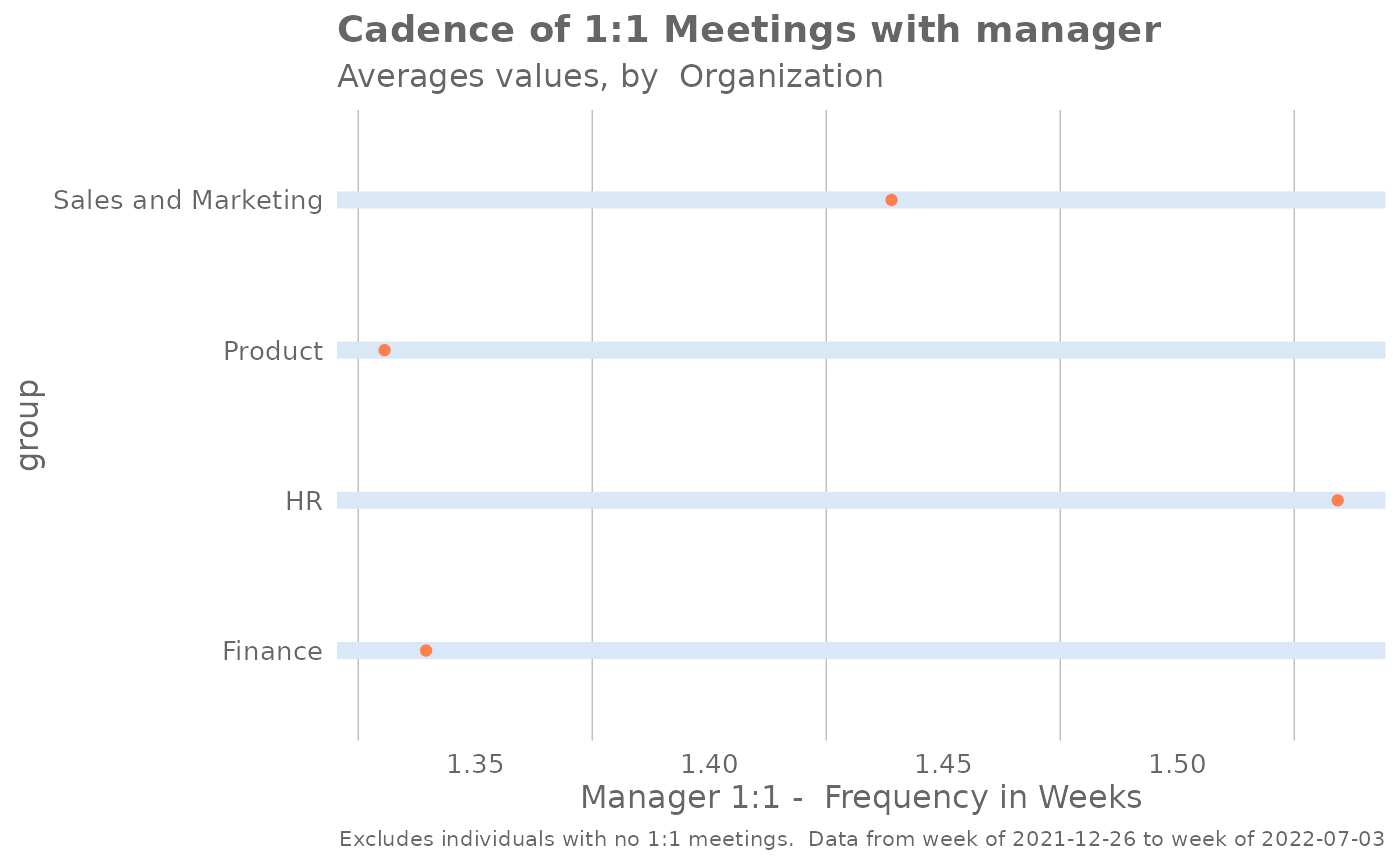 Cadence of 1:1 Meetings with manager
Averages values, by  Organization
Sales and Marketing
Product
group
HR
Finance
1.35 1.40 1.45 1.50
Manager 1:1 -  Frequency in Weeks
Excludes individuals with no 1:1 meetings.  Data from week of 2021-12-26 to week of 2022-07-03